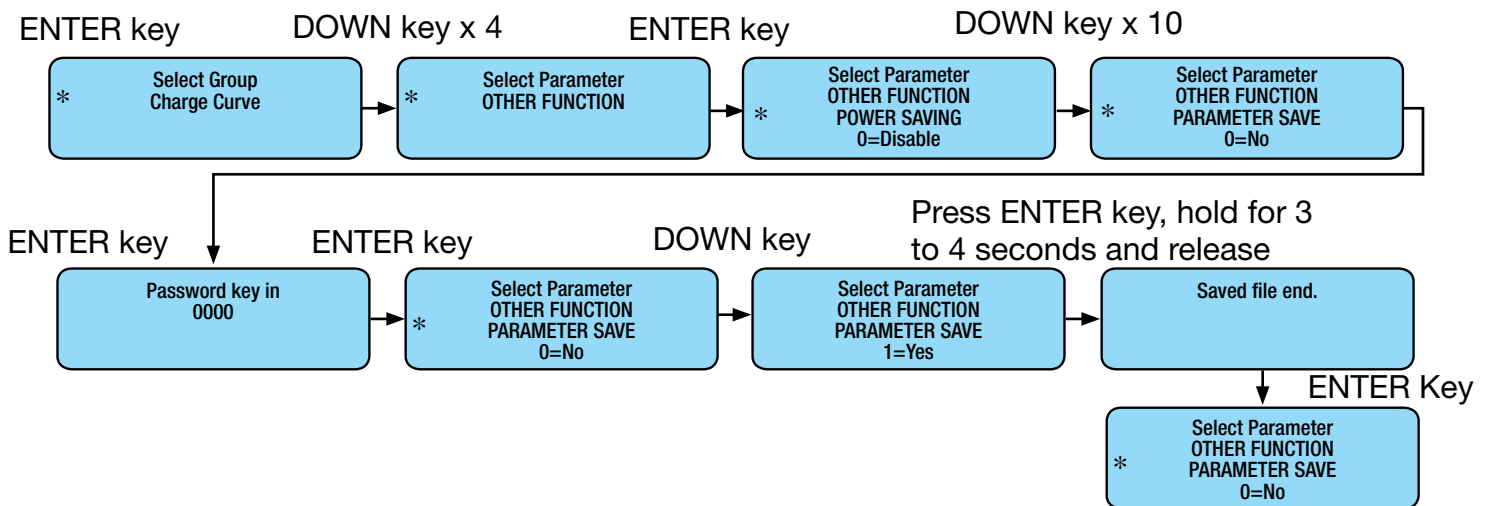 ENTER key
DOWN key x 4
ENTER key
DOWN key x 10
Select Group
* Charge Curve
Select Parameter
* OTHER FUNCTION
Select Parameter
OTHER FUNCTION
* POWER SAVING
0=Disable
Select Parameter
OTHER FUNCTION
* PARAMETER SAVE
0=No
ENTER key
ENTER key
DOWN key
Press ENTER key, hold for 3
to 4 seconds and release
Password key in
0000
Select Parameter
OTHER FUNCTION
* PARAMETER SAVE
0=No
Select Parameter
OTHER FUNCTION
PARAMETER SAVE
1=Yes
Saved file end.
ENTER Key
Select Parameter
OTHER FUNCTION
* PARAMETER SAVE
0=No